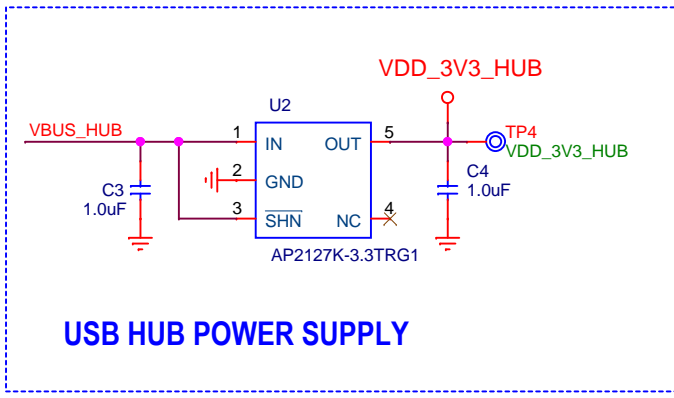 VDD_3V3_HUB
U2
VBUS_HUB
1
IN
OUT
5
TP4
VDD_3V3_HUB
2
GND
C3
1.0uF
C4
1.0uF
3
SHN
NC
4
AP2127K-3.3TRG1
USB HUB POWER SUPPLY